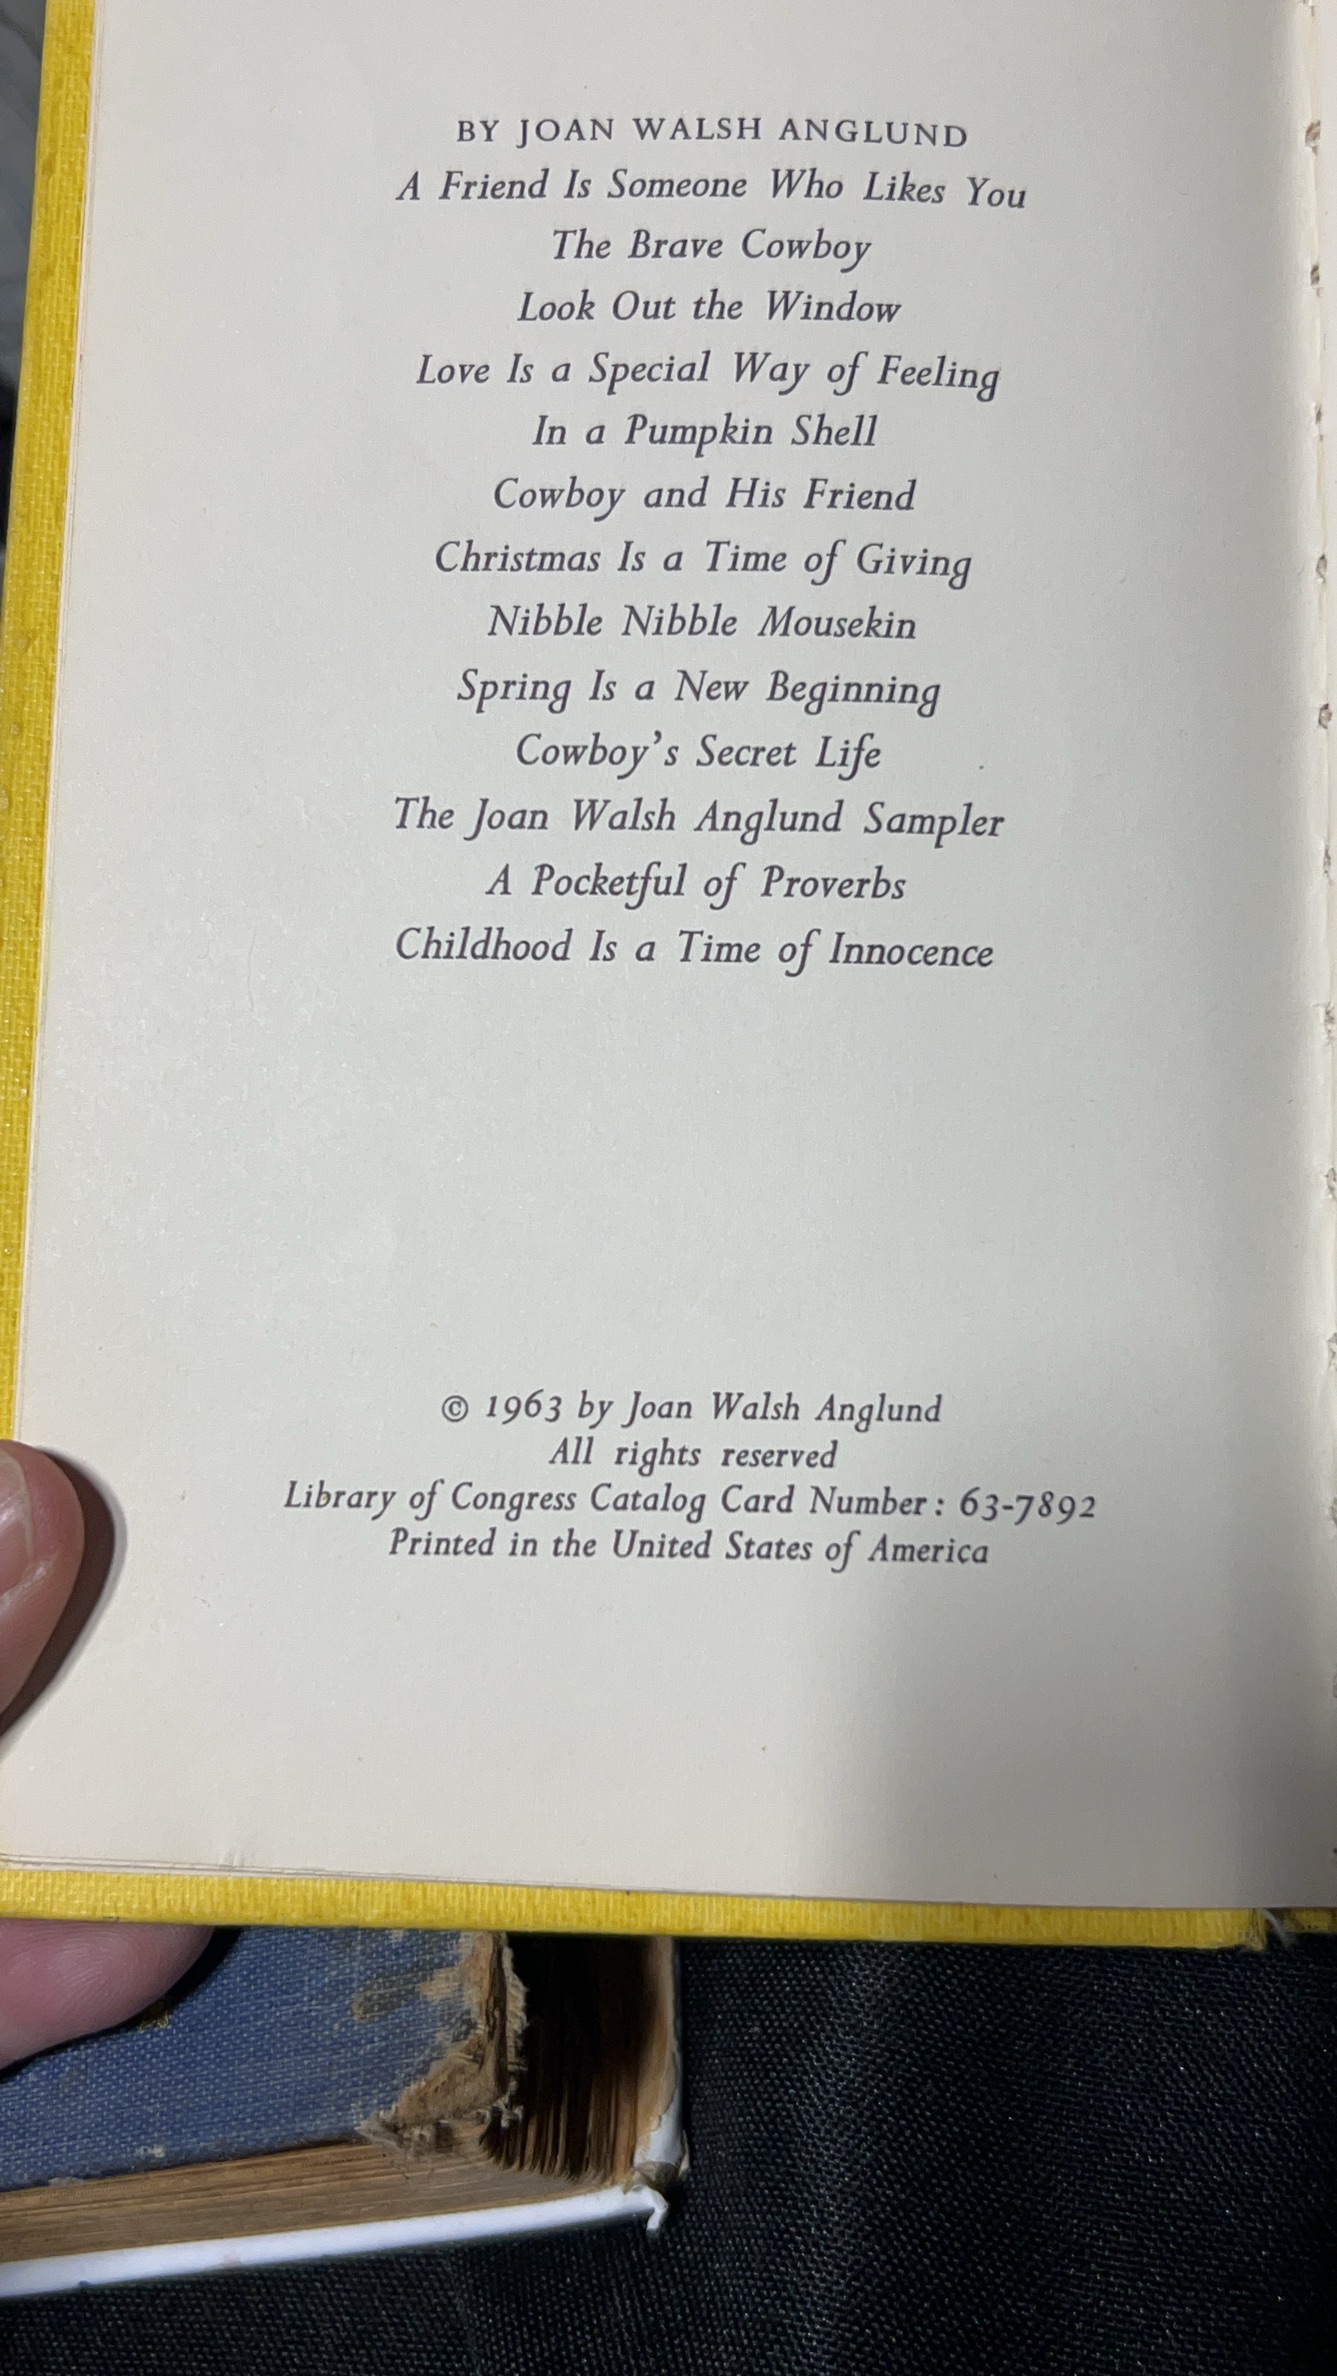 BY JOAN WALSH ANGLUND
A Friend Is Someone Who Likes You
The Brave Cowboy
Look Out the Window
Love Is a Special Way of Feeling
In a Pumpkin Shell
Cowboy and His Friend
Christmas Is a Time of Giving
Nibble Nibble Mousekin
Spring Is a New Beginning
Cowboy's Secret Life
The Joan Walsh Anglund Sampler
A Pocketful of Proverbs
Childhood Is a Time of Innocence
© 1963 by Joan Walsh Anglund
All rights reserved
Library of Congress Catalog Card Number: 63-7892
Printed in the United States of America